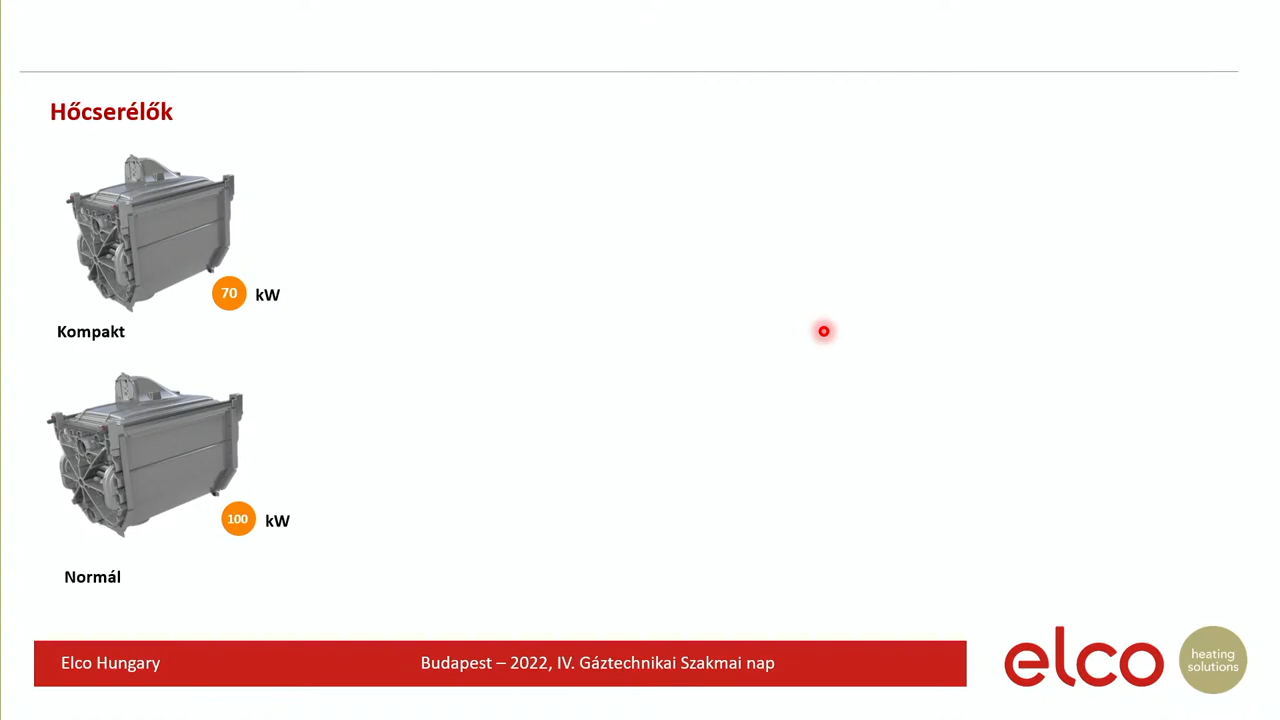 Hőcserélők
70 kW
Kompakt
100 kW
Normál
Elco Hungary
Budapest – 2022, IV. Gáztechnikai Szakmai nap
elco
heating
solutions